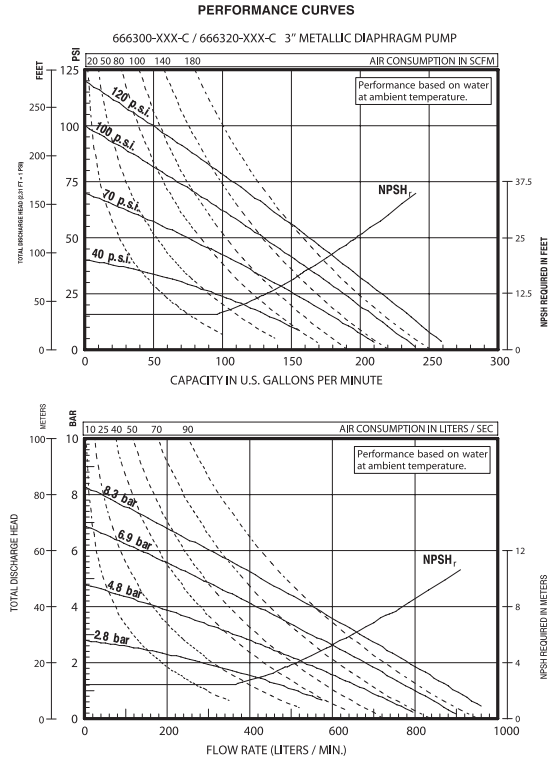 PERFORMANCE CURVES
666300-XXX-C / 666320-XXX-C 3” METALLIC DIAPHRAGM PUMP
FEET
PSI
20 50 80 100 140 180
AIR CONSUMPTION IN SCFM
Performance based on water
at ambient temperature.
120 p.s.i.
100 p.s.i.
70 p.s.i.
40 p.s.i.
NPSHr
TOTAL DISCHARGE HEAD (2.31 FT = 1 PSI)
250
200
150
100
50
0
125
100
75
50
25
0
37.5
25
12.5
0
NPSH REQUIRED IN FEET
0 50 100 150 200 250 300
CAPACITY IN U.S. GALLONS PER MINUTE
METERS
BAR
10 25 40 50 70 90
AIR CONSUMPTION IN LITERS / SEC
Performance based on water
at ambient temperature.
8.3 bar
6.9 bar
4.8 bar
2.8 bar
NPSHr
TOTAL DISCHARGE HEAD
100
80
60
40
20
0
10
8
6
4
2
0
12
8
4
0
NPSH REQUIRED IN METERS
0 200 400 600 800 1000
FLOW RATE (LITERS / MIN.)